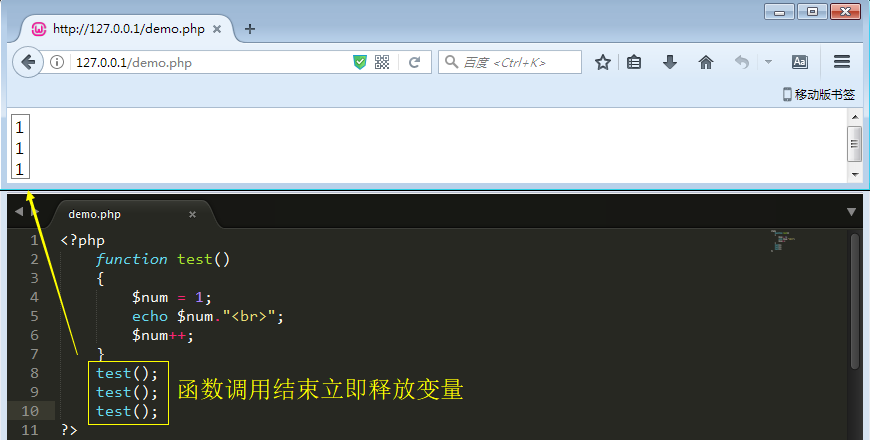 http://127.0.0.1/demo.php
127.0.0.1/demo.php
百度 <Ctrl+K>
Aa
移动版书签
1
1
1
demo.php
1 <?php
2 function test()
3 {
4 $num = 1;
5 echo $num."<br>";
6 $num++;
7 }
8 test();
9 test();
10 test();
11 ?>
函数调用结束立即释放变量